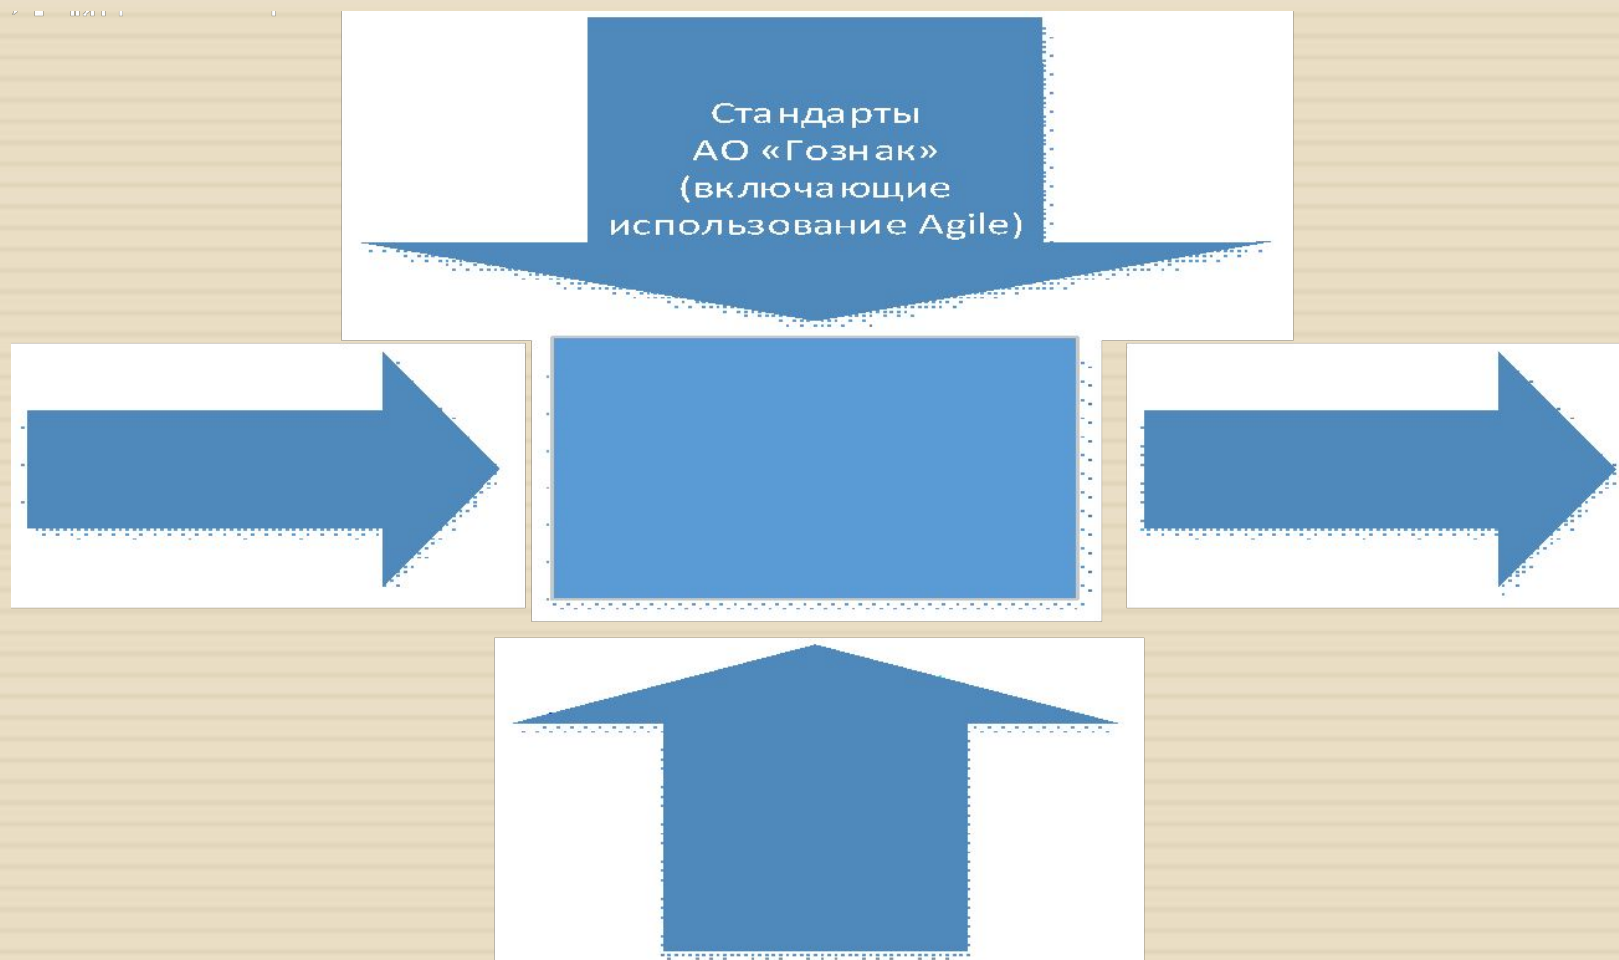 Стандарты
АО «Гознак»
(включающие
использование Agile)